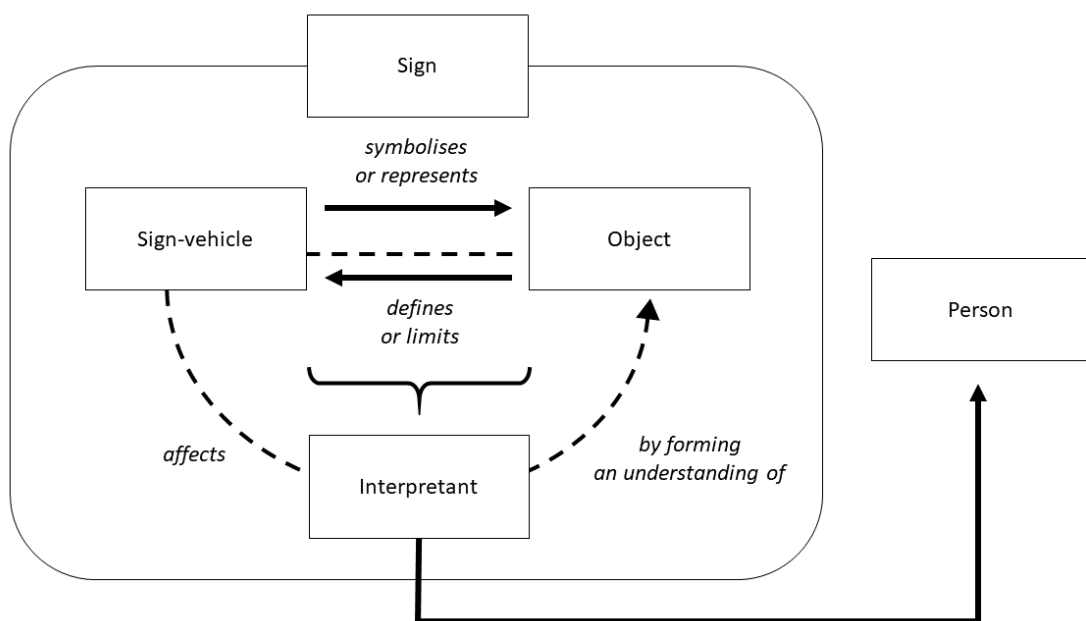 Sign
symbolises
or represents
Sign-vehicle
Object
defines
or limits
Person
affects
Interpretant
by forming
an understanding of